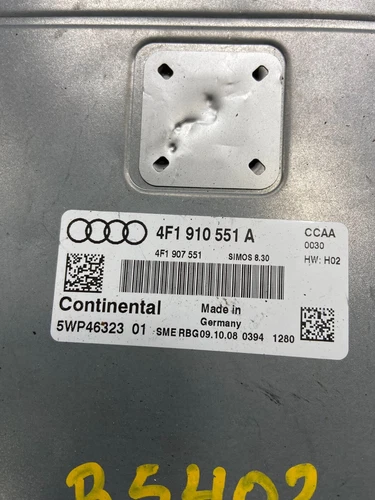 4F1 910 551 A
CCAA
0030
4F1 907 551 SIMOS 8.30 HW: H02
Continental Made in
Germany
5WP46323 01 SME RBG09.10.08 0394 1280
B5402